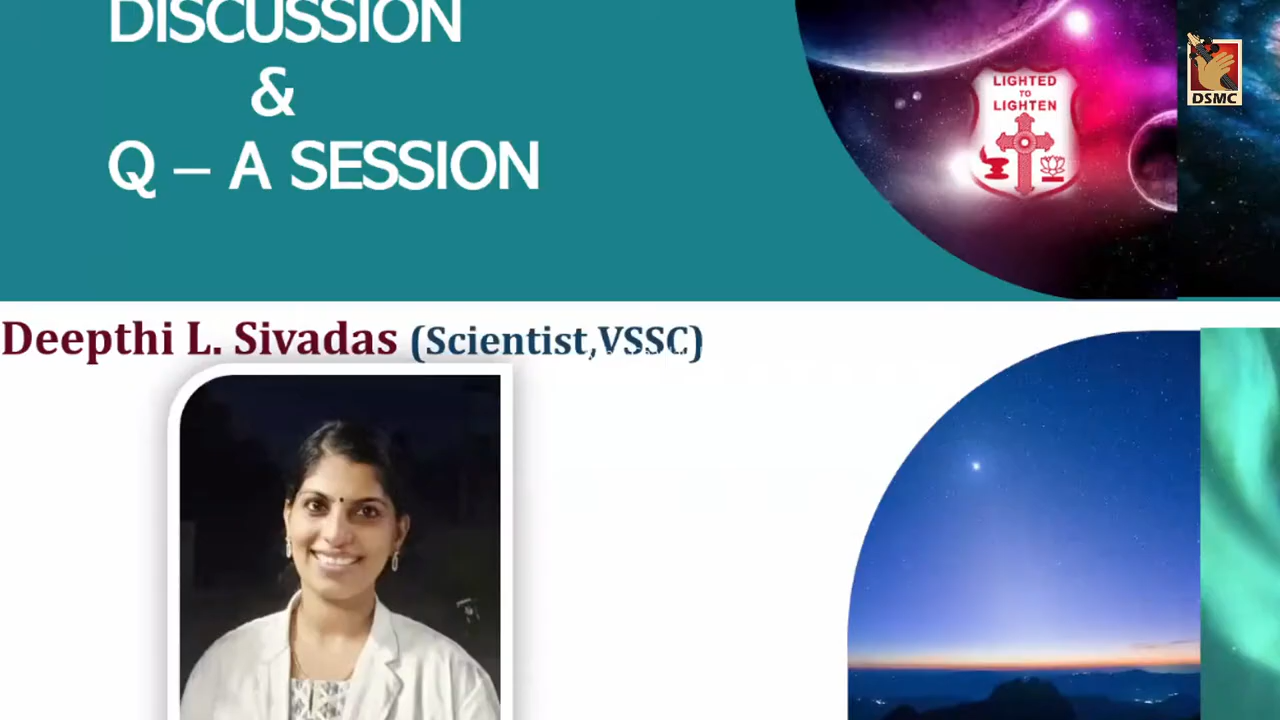 DISCUSSION
&
Q – A SESSION
LIGHTED
TO
LIGHTEN
DSMC
Deepthi L. Sivadas (Scientist,VSSC)